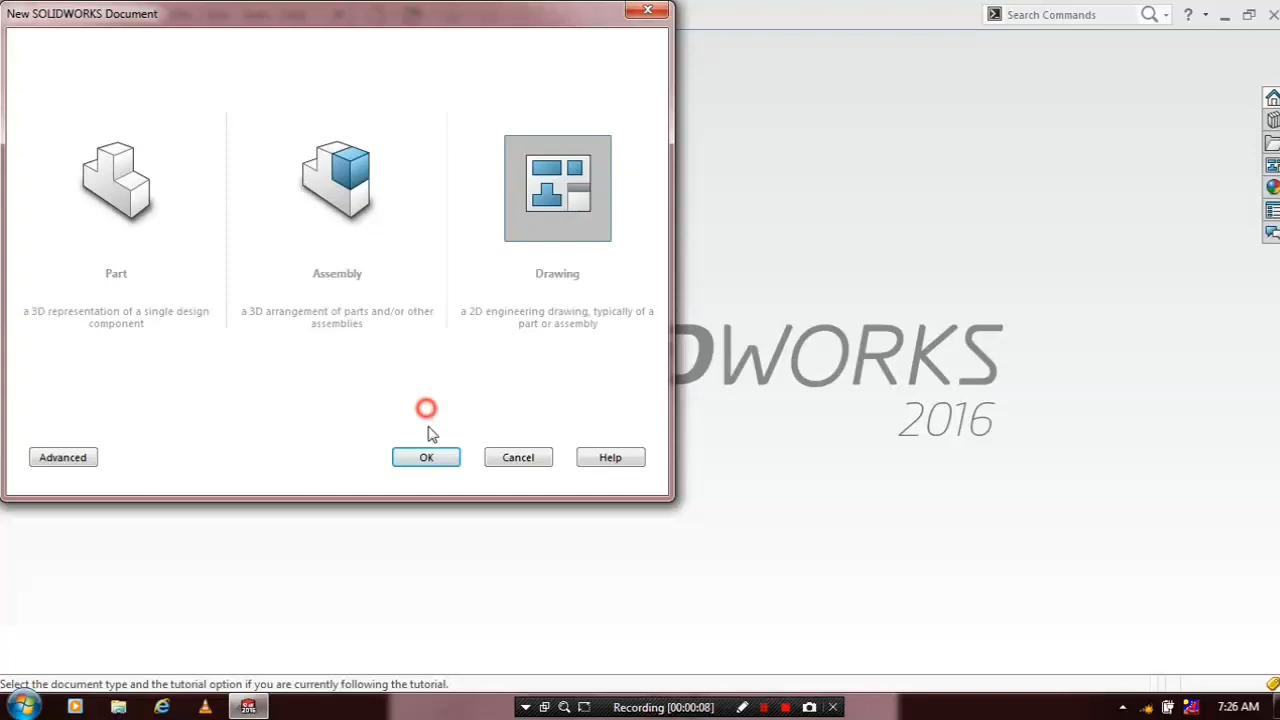 New SOLIDWORKS Document
Search Commands
?
Part
Assembly
Drawing
a 3D representation of a single design
component
a 3D arrangement of parts and/or other
assemblies
a 2D engineering drawing, typically of a
part or assembly
DWORKS
2016
Advanced
OK
Cancel
Help
Select the document type and the tutorial option if you are currently following the tutorial.
2016
Recording [00:00:08]
7:26 AM